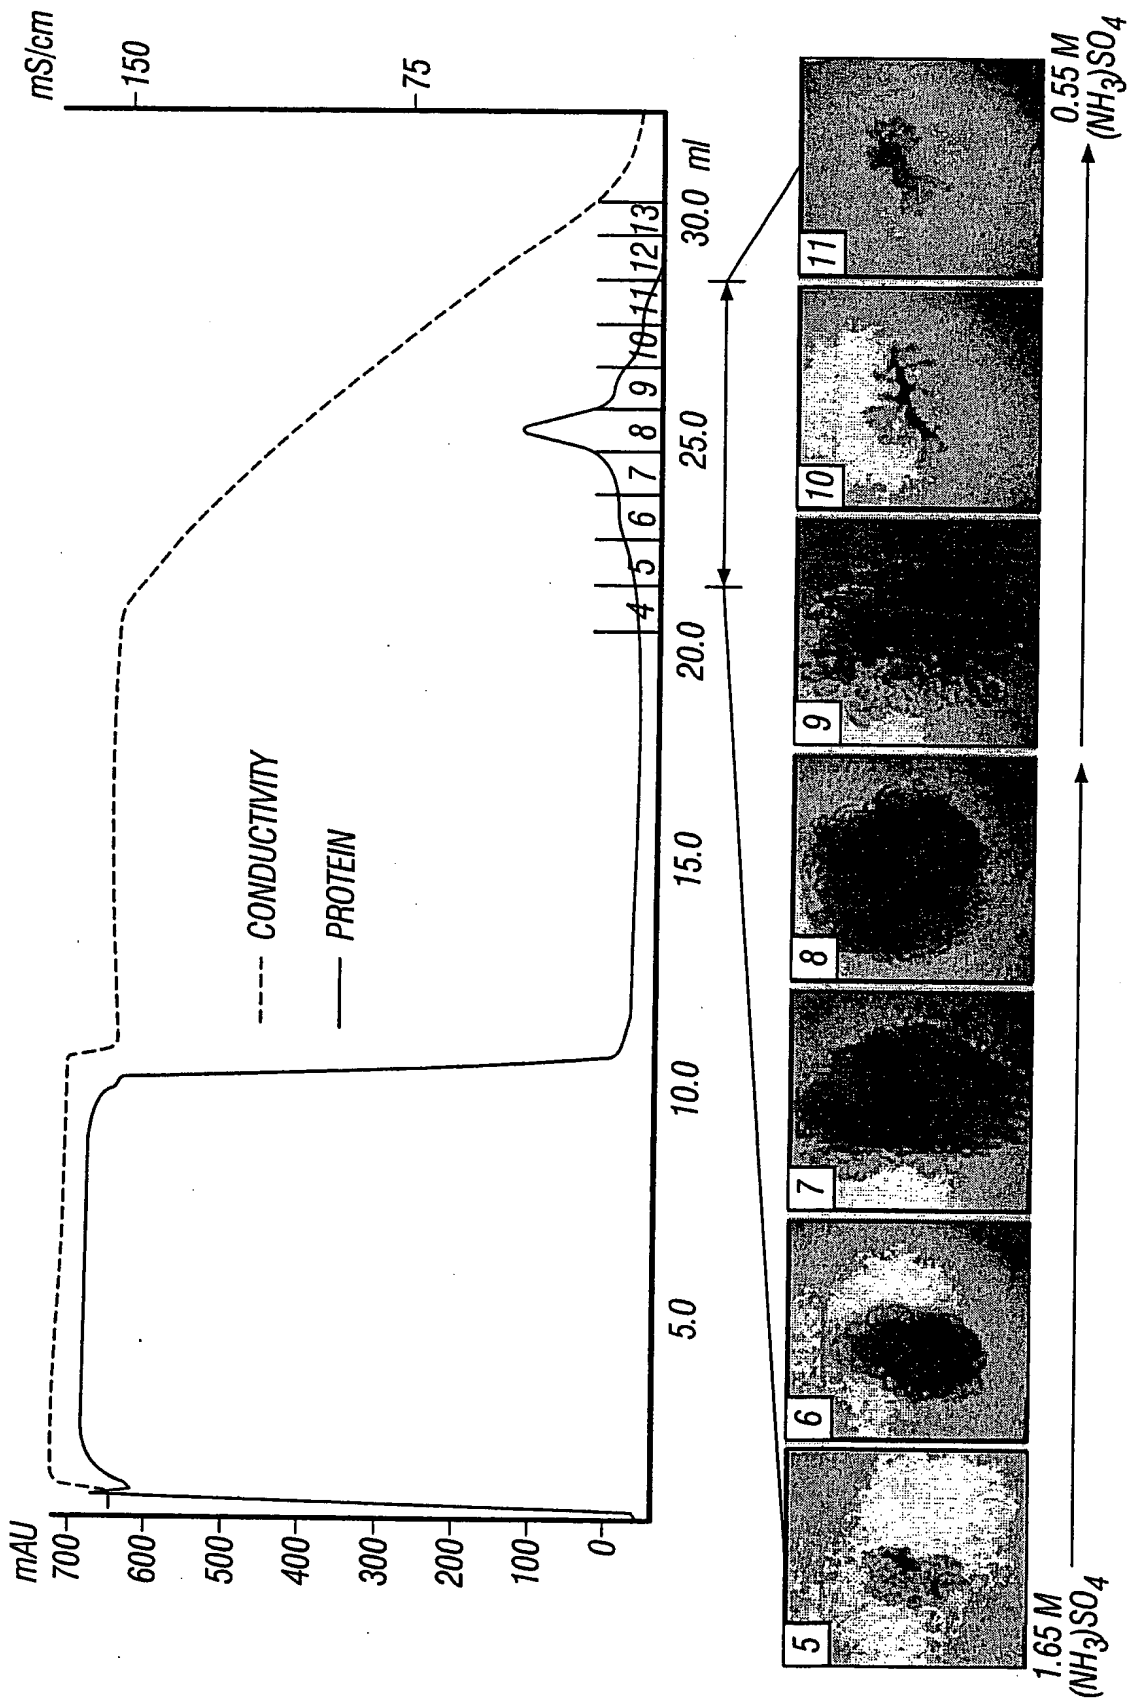 mAU
700
600
500
400
300
200
100
0
mS/cm
150
75
CONDUCTIVITY
PROTEIN
4 5 6 7 8 9 10 11 12 13
5.0 10.0 15.0 20.0 25.0 30.0 ml
5 6 7 8 9 10 11
1.65 M
(NH3)SO4
0.55 M
(NH3)SO4